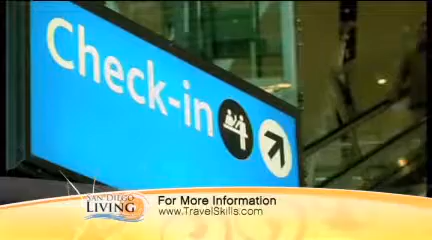 Check-in
SAN DIEGO
LIVING
For More Information
www.TravelSkills.com